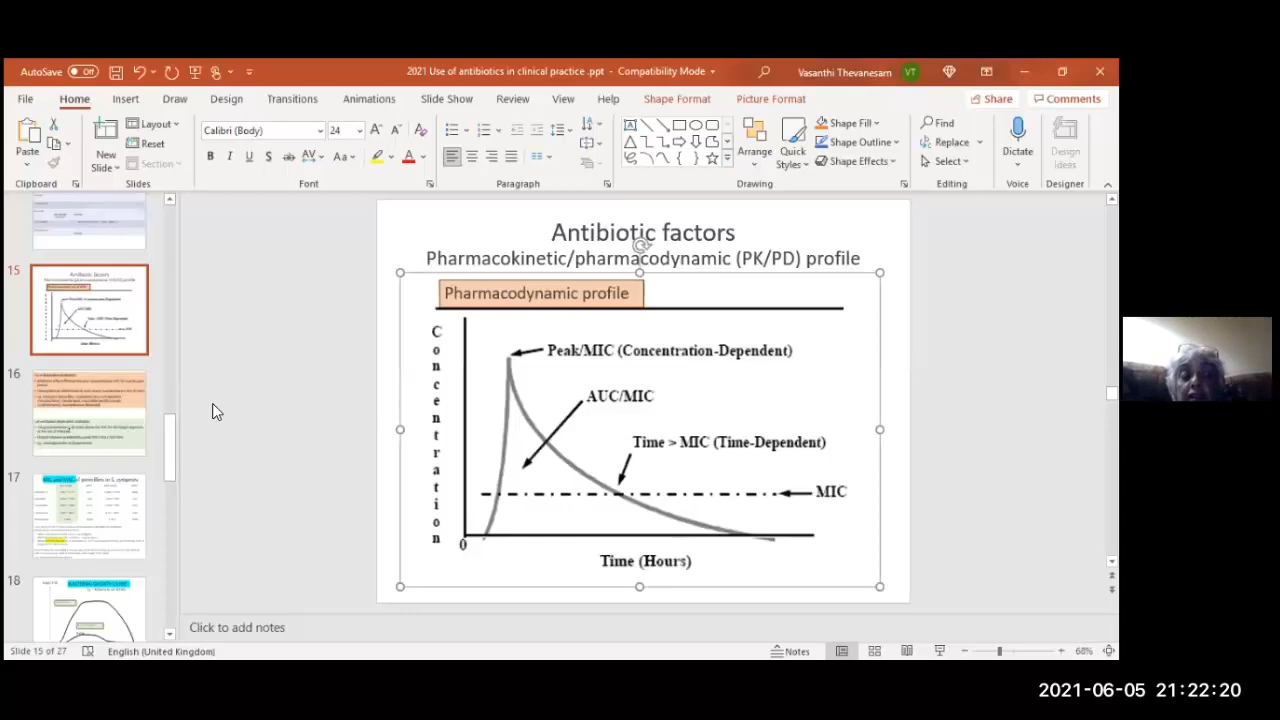 AutoSave Off
2021 Use of antibiotics in clinical practice .ppt - Compatibility Mode
Vasanthi Thevanesam VT
File Home Insert Draw Design Transitions Animations Slide Show Review View Help Shape Format Picture Format Share Comments
Paste
New Slide
Layout
Reset
Section
Calibri (Body) 24
Arrange
Quick Styles
Shape Fill
Shape Outline
Shape Effects
Find
Replace
Select
Dictate
Design Ideas
Clipboard Slides Font Paragraph Drawing Editing Voice Designer
15
16
17
18
Antibiotic factors
Pharmacokinetic/pharmacodynamic (PK/PD) profile
Pharmacodynamic profile
Concentration
Peak/MIC (Concentration-Dependent)
AUC/MIC
Time > MIC (Time-Dependent)
MIC
0
Time (Hours)
Click to add notes
Slide 15 of 27 English (United Kingdom) Notes 68%
2021-06-05 21:22:20